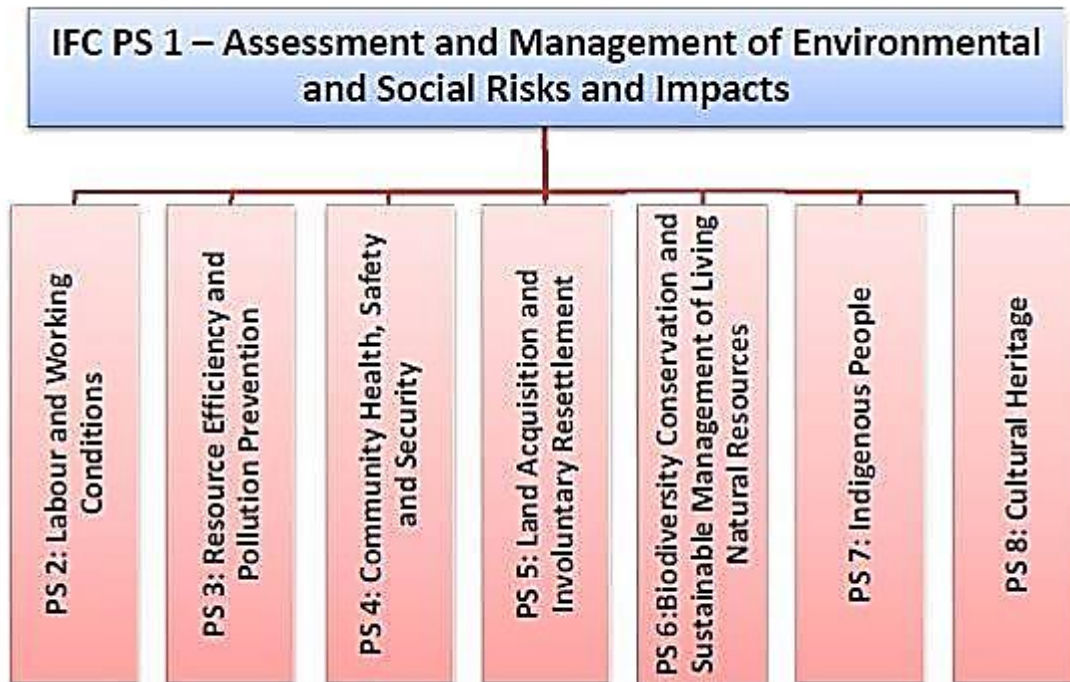 IFC PS 1 – Assessment and Management of Environmental
and Social Risks and Impacts
PS 2: Labour and Working
Conditions
PS 3: Resource Efficiency and
Pollution Prevention
PS 4: Community Health, Safety
and Security
PS 5: Land Acquisition and
Involuntary Resettlement
PS 6:Biodiversity Conservation and
Sustainable Management of Living
Natural Resources
PS 7: Indigenous People
PS 8: Cultural Heritage